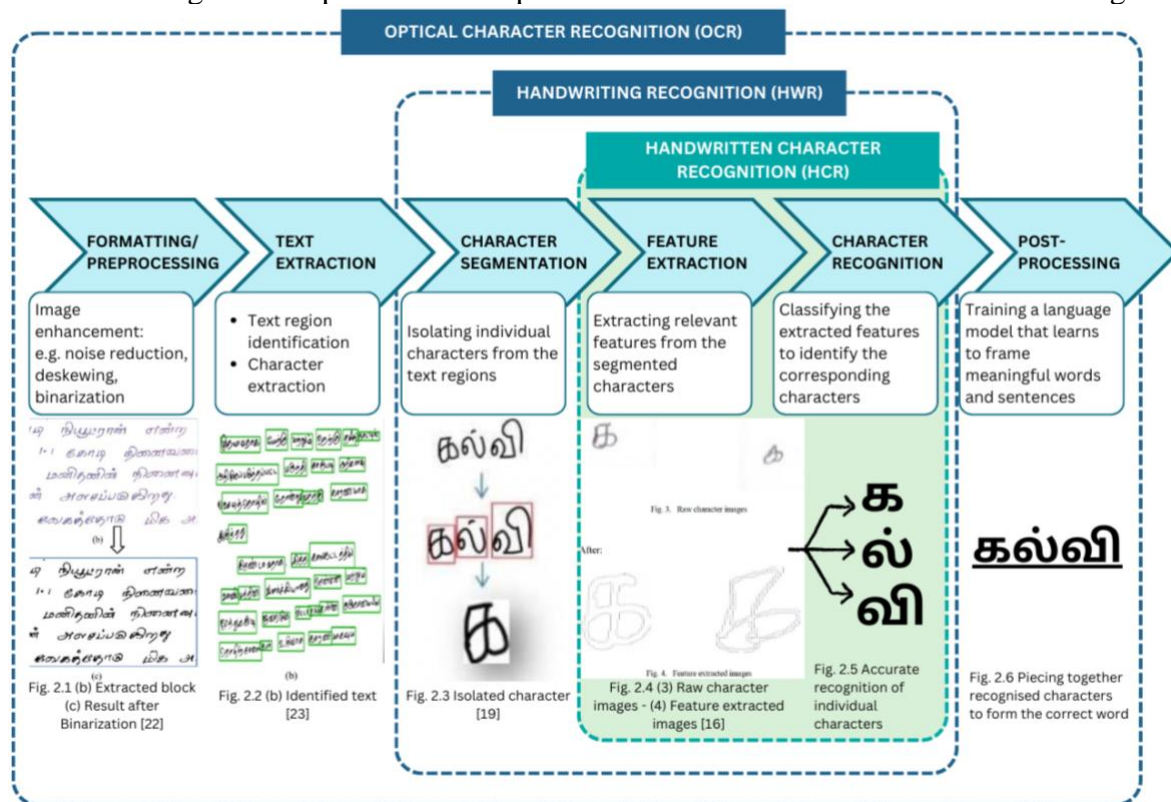 OPTICAL CHARACTER RECOGNITION (OCR)
HANDWRITING RECOGNITION (HWR)
HANDWRITTEN CHARACTER
RECOGNITION (HCR)
FORMATTING/
PREPROCESSING
TEXT
EXTRACTION
CHARACTER
SEGMENTATION
FEATURE
EXTRACTION
CHARACTER
RECOGNITION
POST-
PROCESSING
Image
enhancement:
e.g. noise reduction,
deskewing,
binarization
• Text region
identification
• Character
extraction
Isolating individual
characters from the
text regions
Extracting relevant
features from the
segmented
characters
Classifying the
extracted features
to identify the
corresponding
characters
Training a language
model that learns
to frame
meaningful words
and sentences
என்ற
கோடி
மனிதனின்
மிக
(b)
என்ற
கோடி
மனிதனின்
மிக
(c)
Fig. 2.1 (b) Extracted block
(c) Result after
Binarization [22]
(b)
Fig. 2.2 (b) Identified text
[23]
கல்வி
கல்வி
க
Fig. 2.3 Isolated character
[19]
க க
Fig. 3. Raw character images
After:
க க
Fig. 4. Feature extracted images
Fig. 2.4 (3) Raw character
images - (4) Feature extracted
images [16]
க
ல்
வி
Fig. 2.5 Accurate
recognition of
individual
characters
கல்வி
Fig. 2.6 Piecing together
recognised characters
to form the correct word